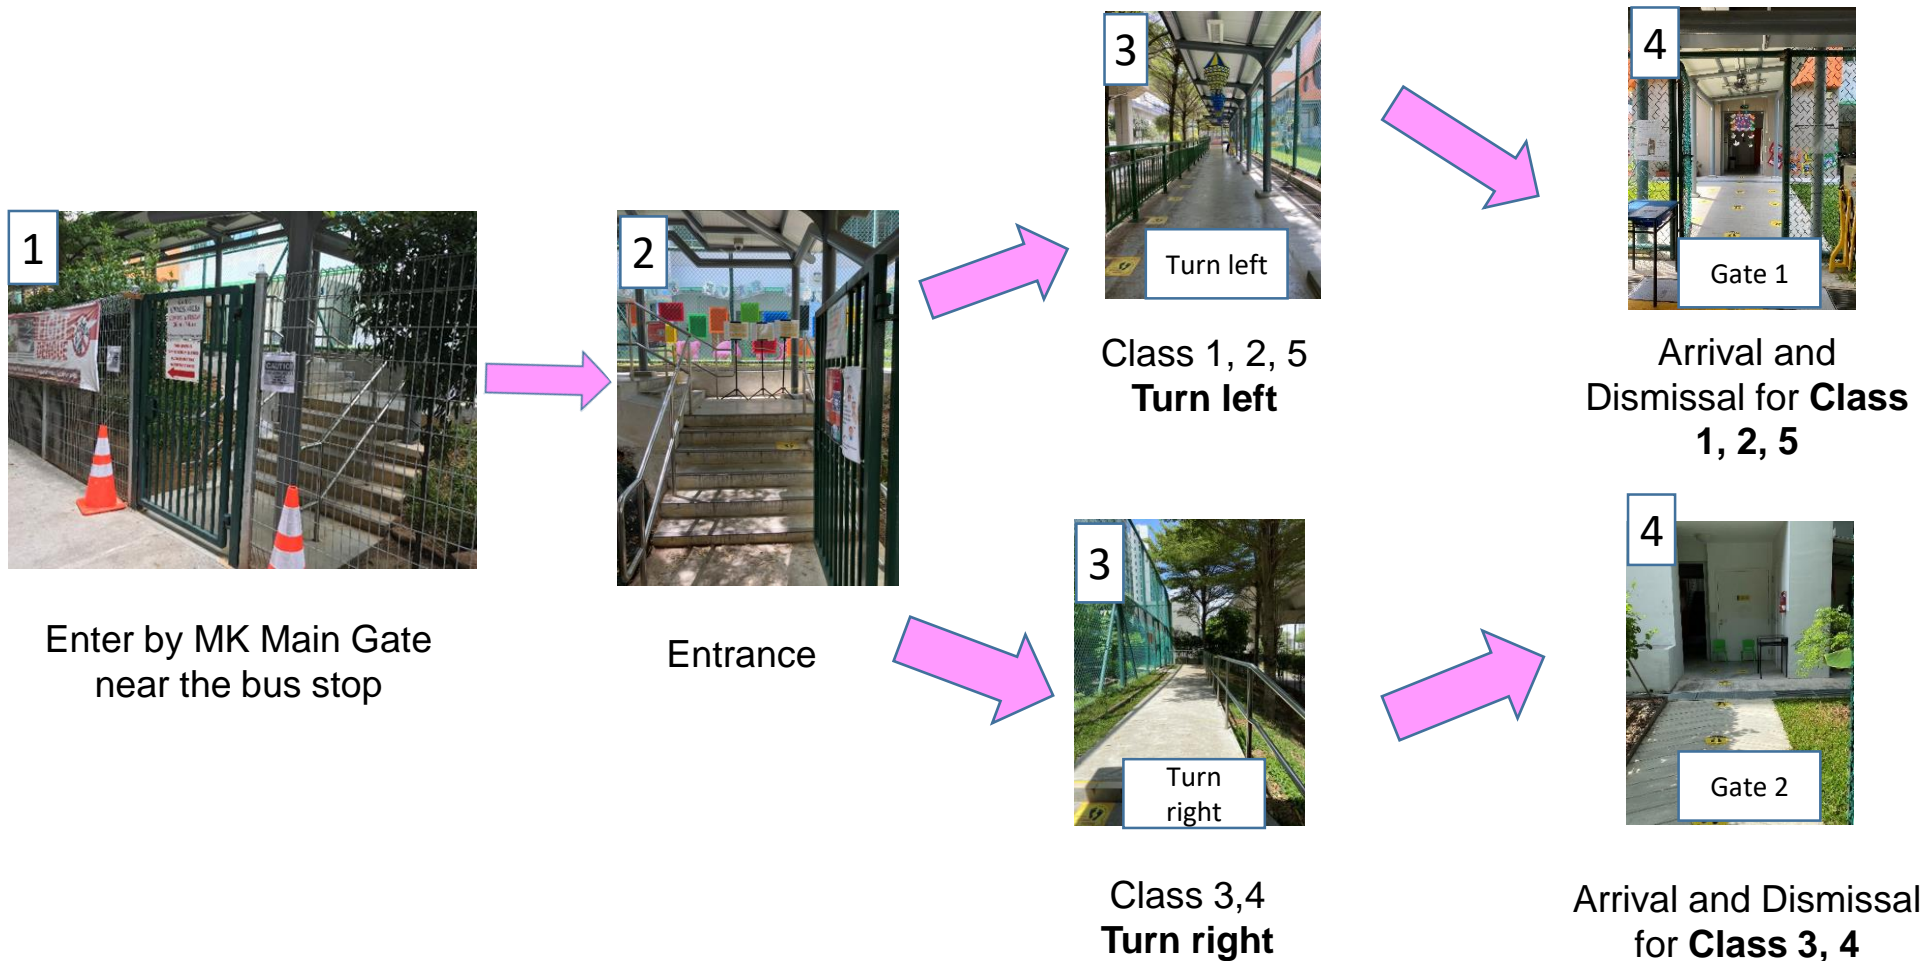 1
Enter by MK Main Gate
near the bus stop
2
Entrance
3
Turn left
Class 1, 2, 5
Turn left
4
Gate 1
Arrival and
Dismissal for Class
1, 2, 5
3
Turn
right
Class 3,4
Turn right
4
Gate 2
Arrival and Dismissal
for Class 3, 4
DENGUE
CAUTION